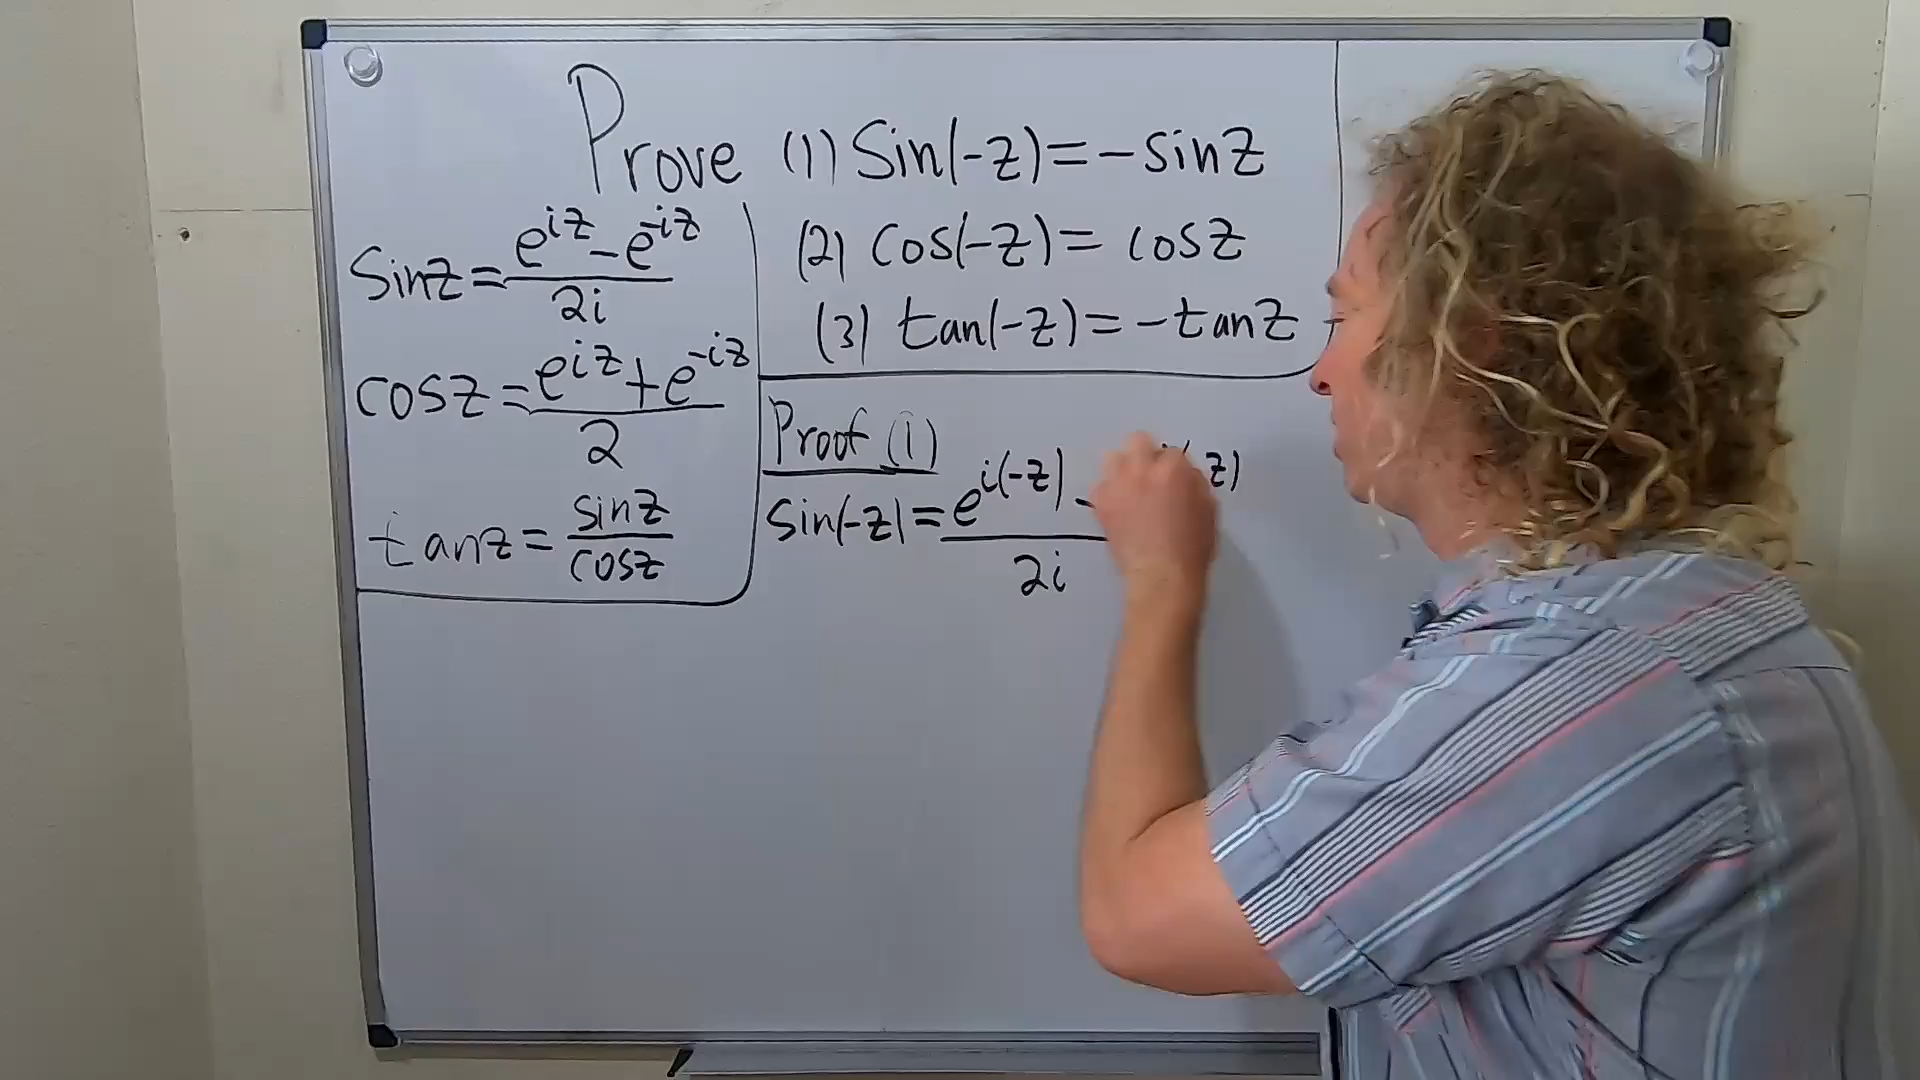 Prove (1) Sin(-z)=-sinz
(2) cos(-z)= cosz
(3) tan(-z)=-tanz
Sinz=
e^{iz}-e^{-iz}
2i
cosz=
e^{iz}+e^{-iz}
2
tanz=
sinz
cosz
Proof (1)
sin(-z)=
e^{i(-z)} -
z)
2i